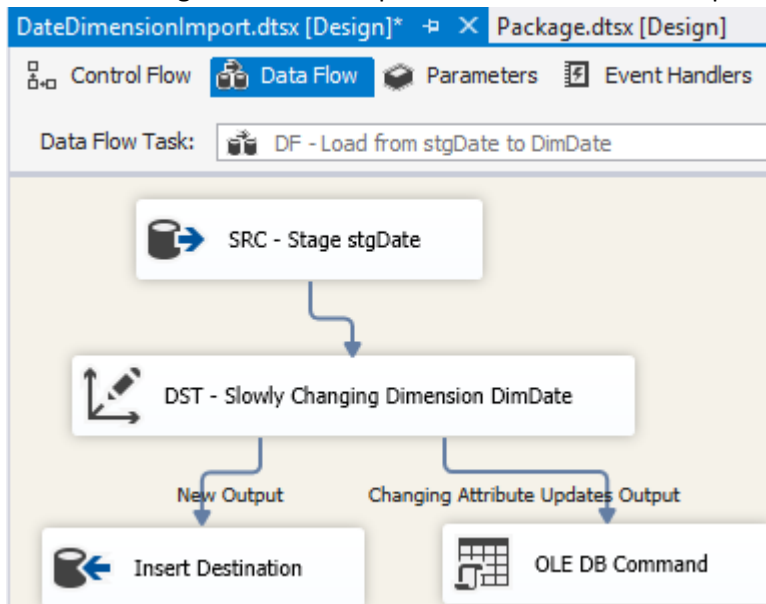 DateDimensionImport.dtsx [Design]* Package.dtsx [Design]
Control Flow Data Flow Parameters Event Handlers
Data Flow Task: DF - Load from stgDate to DimDate
SRC - Stage stgDate
DST - Slowly Changing Dimension DimDate
New Output Changing Attribute Updates Output
Insert Destination OLE DB Command